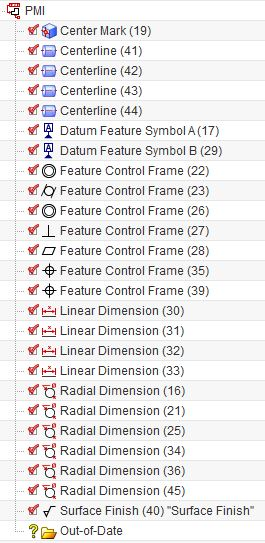 PMI
Center Mark (19)
Centerline (41)
Centerline (42)
Centerline (43)
Centerline (44)
A Datum Feature Symbol A (17)
A Datum Feature Symbol B (29)
Feature Control Frame (22)
Feature Control Frame (23)
Feature Control Frame (26)
Feature Control Frame (27)
Feature Control Frame (28)
Feature Control Frame (35)
Feature Control Frame (39)
Linear Dimension (30)
Linear Dimension (31)
Linear Dimension (32)
Linear Dimension (33)
Radial Dimension (16)
Radial Dimension (21)
Radial Dimension (25)
Radial Dimension (34)
Radial Dimension (36)
Radial Dimension (45)
Surface Finish (40) "Surface Finish"
? Out-of-Date